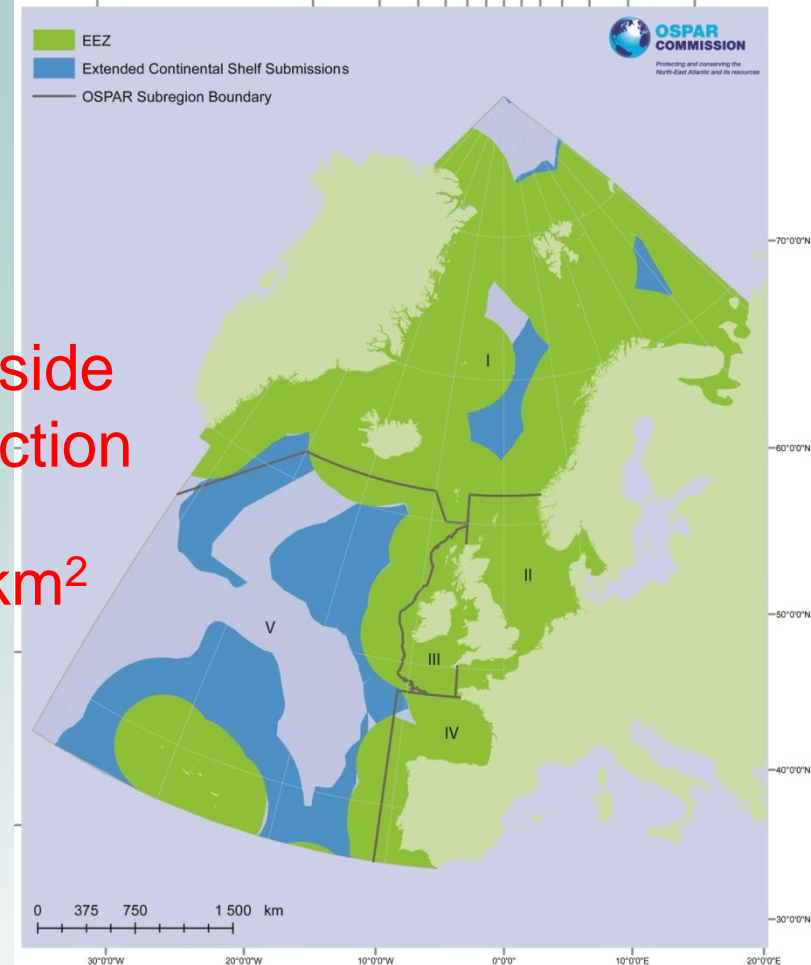 EEZ
Extended Continental Shelf Submissions
OSPAR Subregion Boundary
OSPAR
COMMISSION
Protecting and conserving the
North-East Atlantic and its resources
70°0'0"N
I
side
ction
60°0'0"N
km²
II
50°0'0"N
V
III
IV
40°0'0"N
0 375 750 1 500 km
30°0'0"N
30°0'0"W 20°0'0"W 10°0'0"W 0°0'0" 10°0'0"E 20°0'0"E